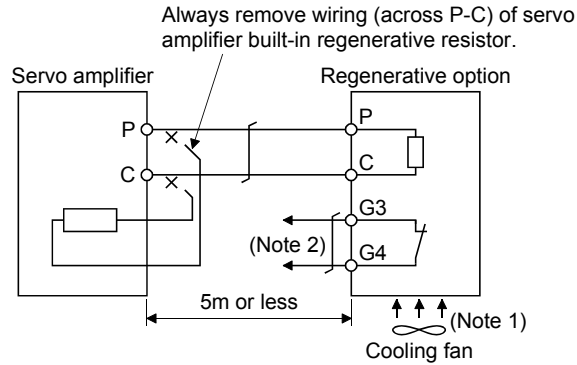 Always remove wiring (across P-C) of servo
amplifier built-in regenerative resistor.
Servo amplifier
Regenerative option
P
P
C
C
G3
(Note 2)
G4
5m or less
(Note 1)
Cooling fan